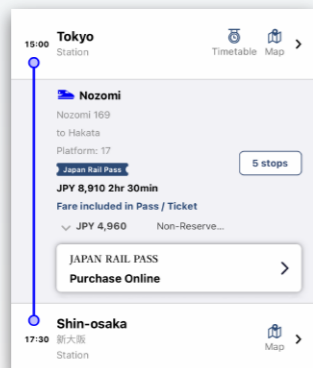 15:00
Tokyo
Station
Timetable
Map
Nozomi
Nozomi 169
to Hakata
Platform: 17
5 stops
Japan Rail Pass
JPY 8,910 2hr 30min
Fare included in Pass / Ticket
JPY 4,960 Non-Reserve...
JAPAN RAIL PASS
Purchase Online
Shin-osaka
17:30 新大阪
Map
Station